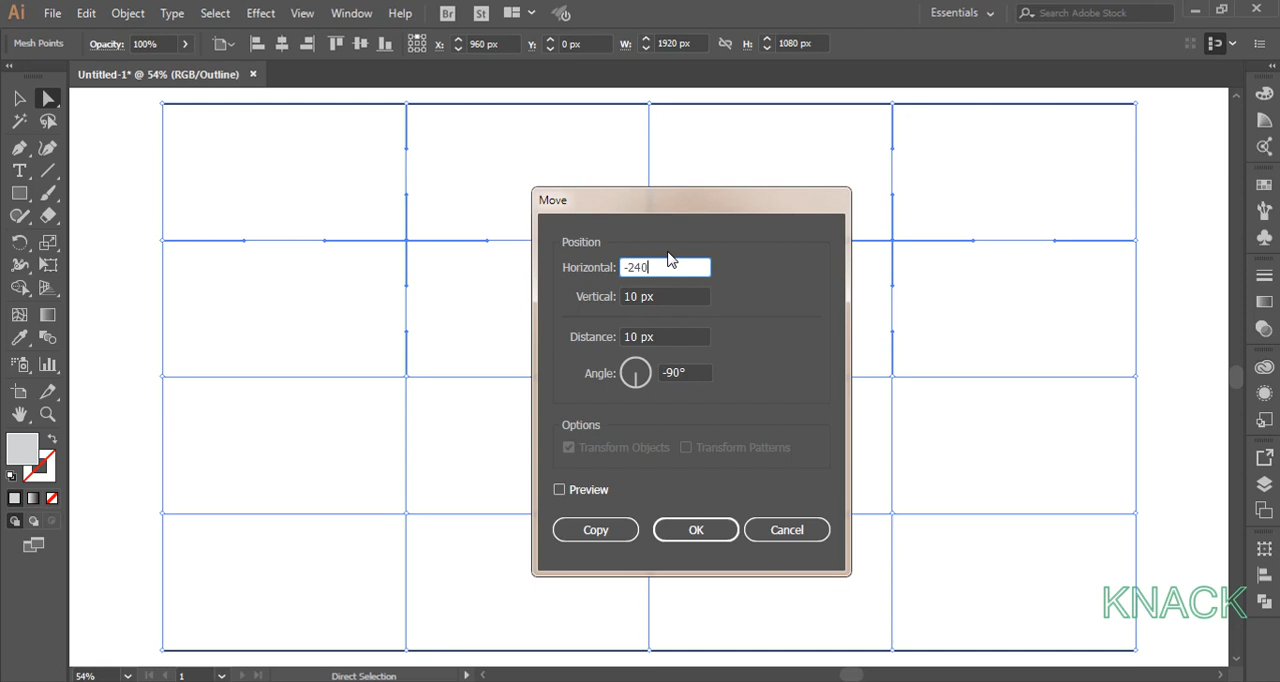 Ai File Edit Object Type Select Effect View Window Help Br St Essentials Search Adobe Stock
Mesh Points Opacity: 100% X: 960 px Y: 0 px W: 1920 px H: 1080 px
Untitled-1* @ 54% (RGB/Outline) ×
Move
Position
Horizontal: -240
Vertical: 10 px
Distance: 10 px
Angle: -90°
Options
Transform Objects Transform Patterns
Preview
Copy OK Cancel
KNACK
54% 1 Direct Selection